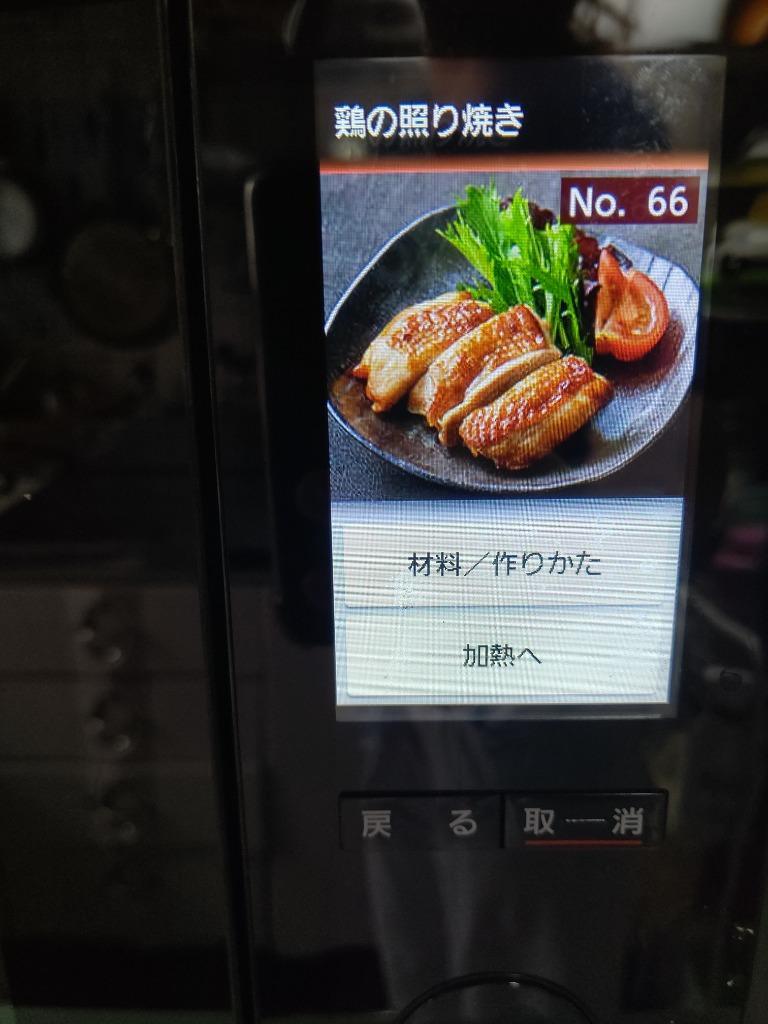 鶏の照り焼き
No. 66
材料／作りかた
加熱へ
戻る 取消